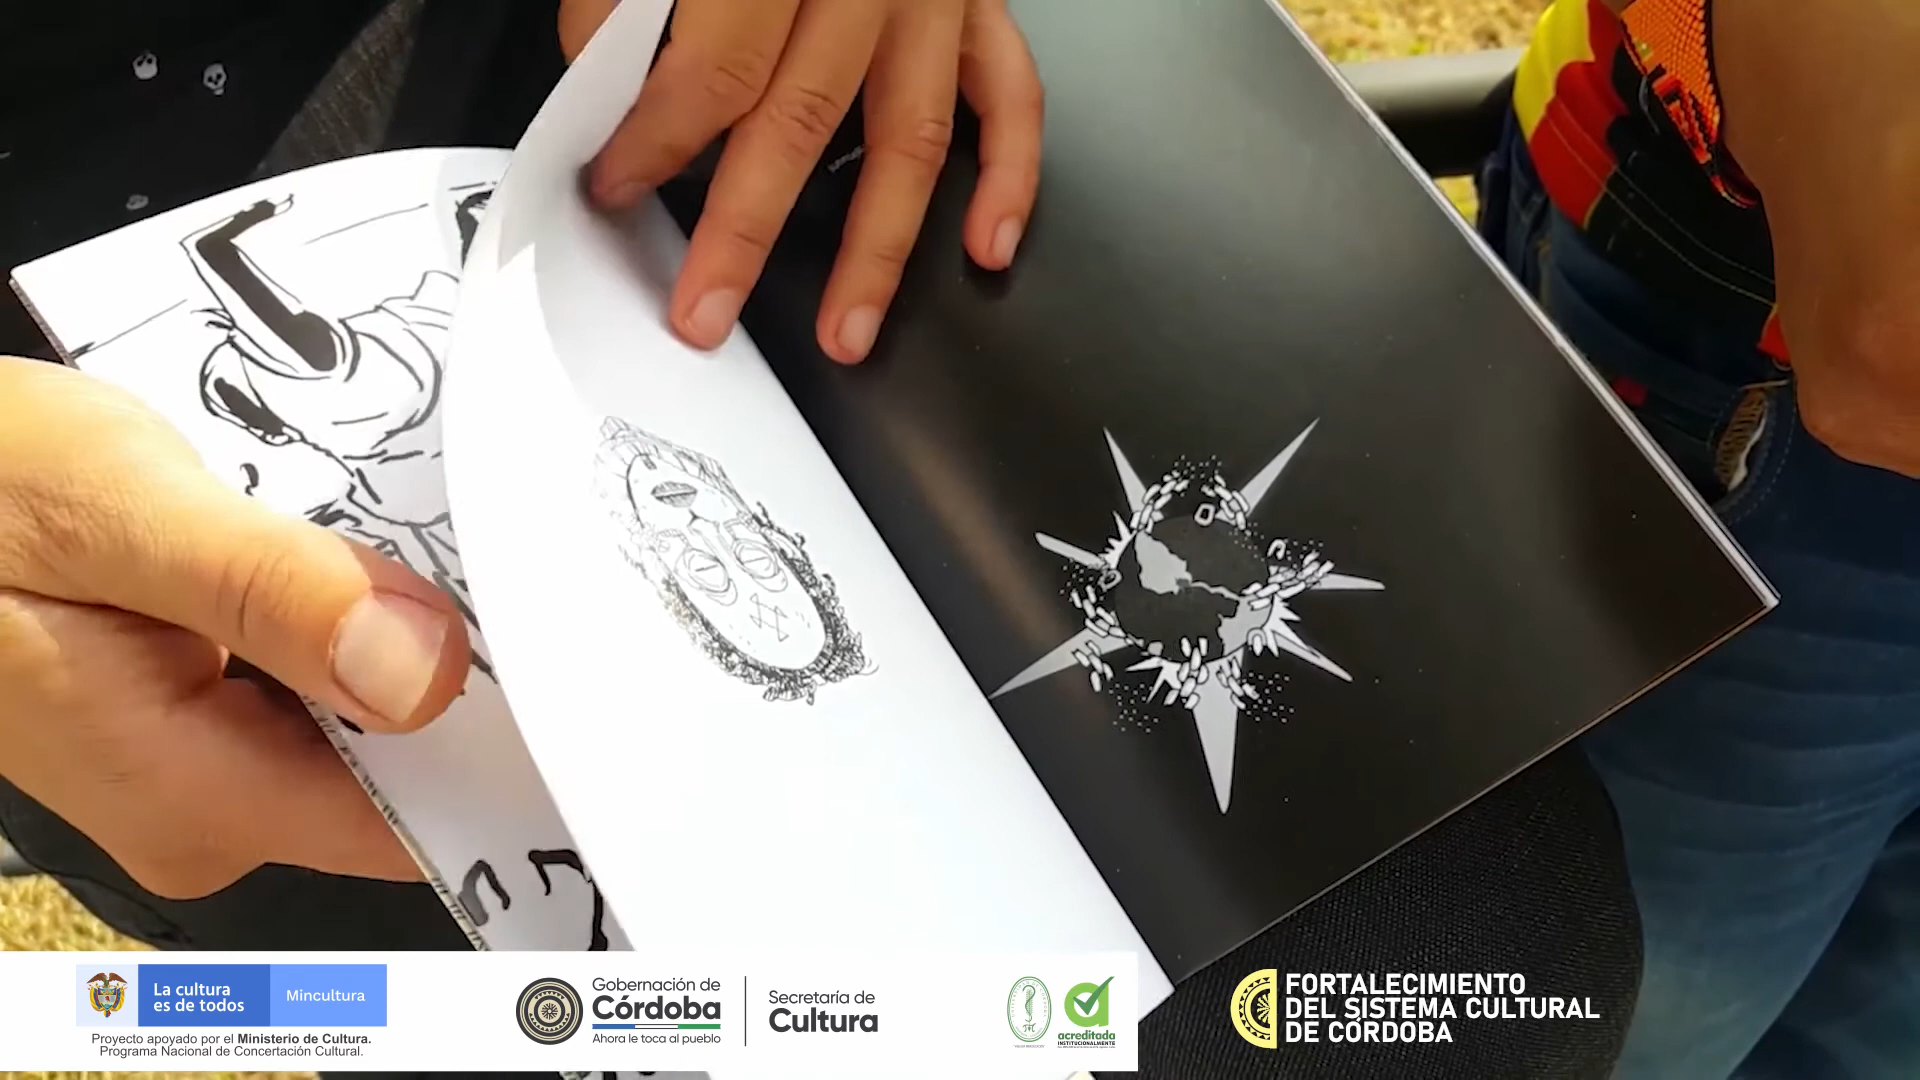 La cultura
es de todos
Mincultura
Proyecto apoyado por el Ministerio de Cultura.
Programa Nacional de Concertación Cultural.
Gobernación de
Córdoba
Ahora le toca al pueblo
Secretaría de
Cultura
acreditada
INSTITUCIONALMENTE
FORTALECIMIENTO
DEL SISTEMA CULTURAL
DE CÓRDOBA